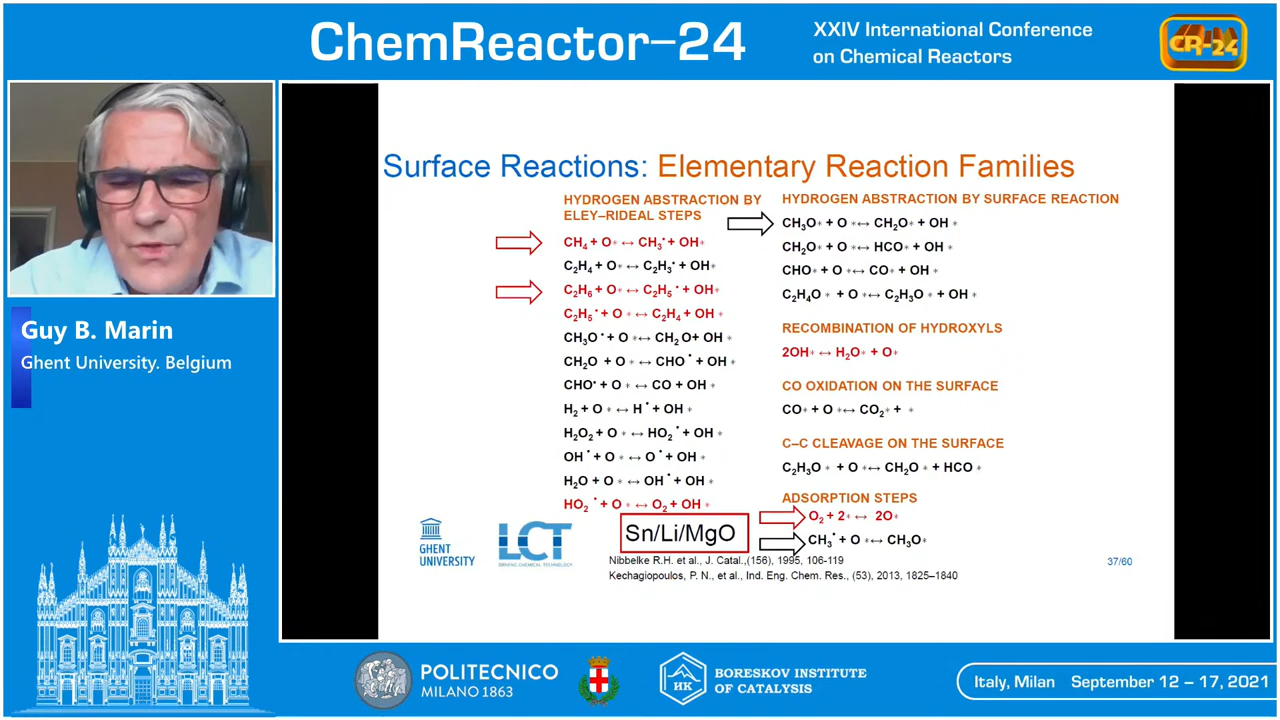 ChemReactor–24
XXIV International Conference
on Chemical Reactors
CR-24
Guy B. Marin
Ghent University. Belgium
Surface Reactions: Elementary Reaction Families
HYDROGEN ABSTRACTION BY
ELEY–RIDEAL STEPS
CH₄ + O* ↔ CH₃• + OH*
C₂H₄ + O* ↔ C₂H₃• + OH*
C₂H₆ + O* ↔ C₂H₅• + OH*
C₂H₅• + O* ↔ C₂H₄ + OH*
CH₃O• + O* ↔ CH₂O + OH*
CH₂O + O* ↔ CHO• + OH*
CHO• + O* ↔ CO + OH*
H₂ + O* ↔ H• + OH*
H₂O₂ + O* ↔ HO₂• + OH*
OH• + O* ↔ O• + OH*
H₂O + O* ↔ OH• + OH*
HO₂• + O* ↔ O₂ + OH*
HYDROGEN ABSTRACTION BY SURFACE REACTION
CH₃O* + O* ↔ CH₂O* + OH*
CH₂O* + O* ↔ HCO* + OH*
CHO* + O* ↔ CO* + OH*
C₂H₄O* + O* ↔ C₂H₃O* + OH*
RECOMBINATION OF HYDROXYLS
2OH* ↔ H₂O* + O*
CO OXIDATION ON THE SURFACE
CO* + O* ↔ CO₂* + *
C–C CLEAVAGE ON THE SURFACE
C₂H₃O* + O* ↔ CH₂O* + HCO*
ADSORPTION STEPS
O₂ + 2* ↔ 2O*
CH₃• + O* ↔ CH₃O*
Sn/Li/MgO
GHENT
UNIVERSITY
LCT
Nibbelke R.H. et al., J. Catal.,(156), 1995, 106-119
Kechagiopoulos, P. N., et al., Ind. Eng. Chem. Res., (53), 2013, 1825–1840
37/60
POLITECNICO
MILANO 1863
НК
BORESKOV INSTITUTE
OF CATALYSIS
Italy, Milan September 12 – 17, 2021